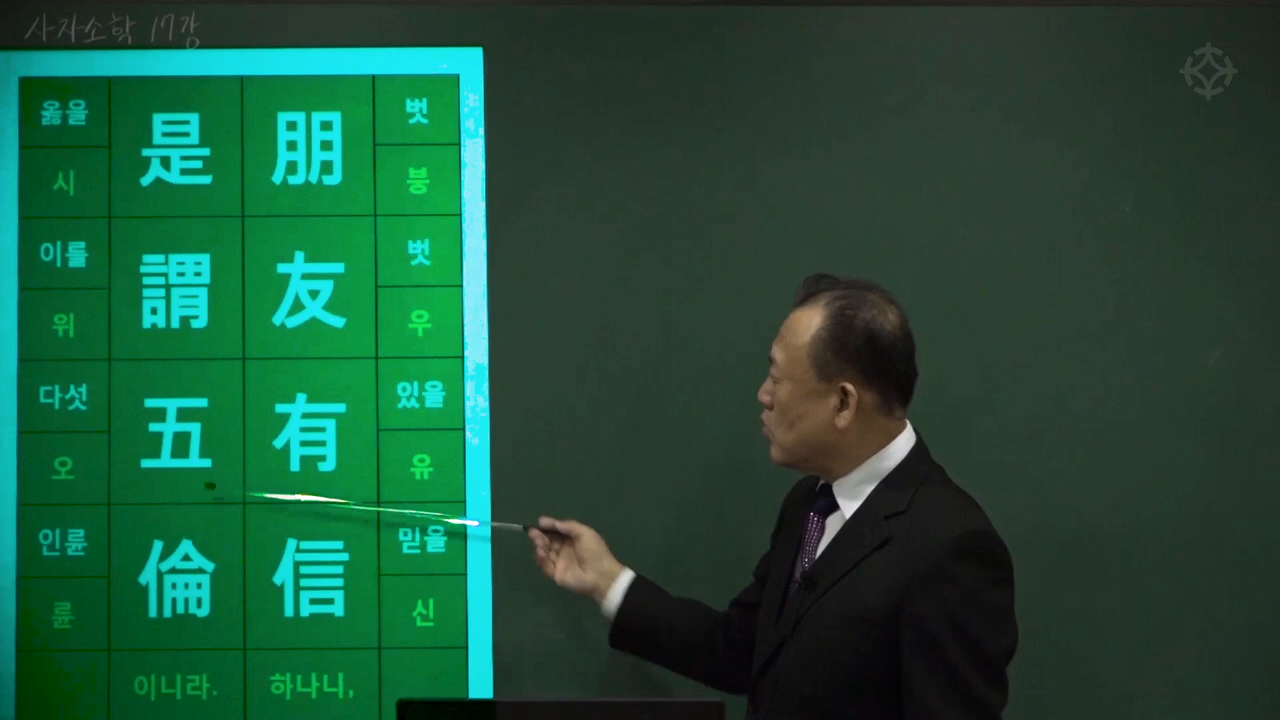 사자소학 17강
벗 붕 벗 우 있을 유 믿을 신
朋友有信 하나니,
是謂五倫 이니라.
옳을 시 이를 위 다섯 오 인륜 륜